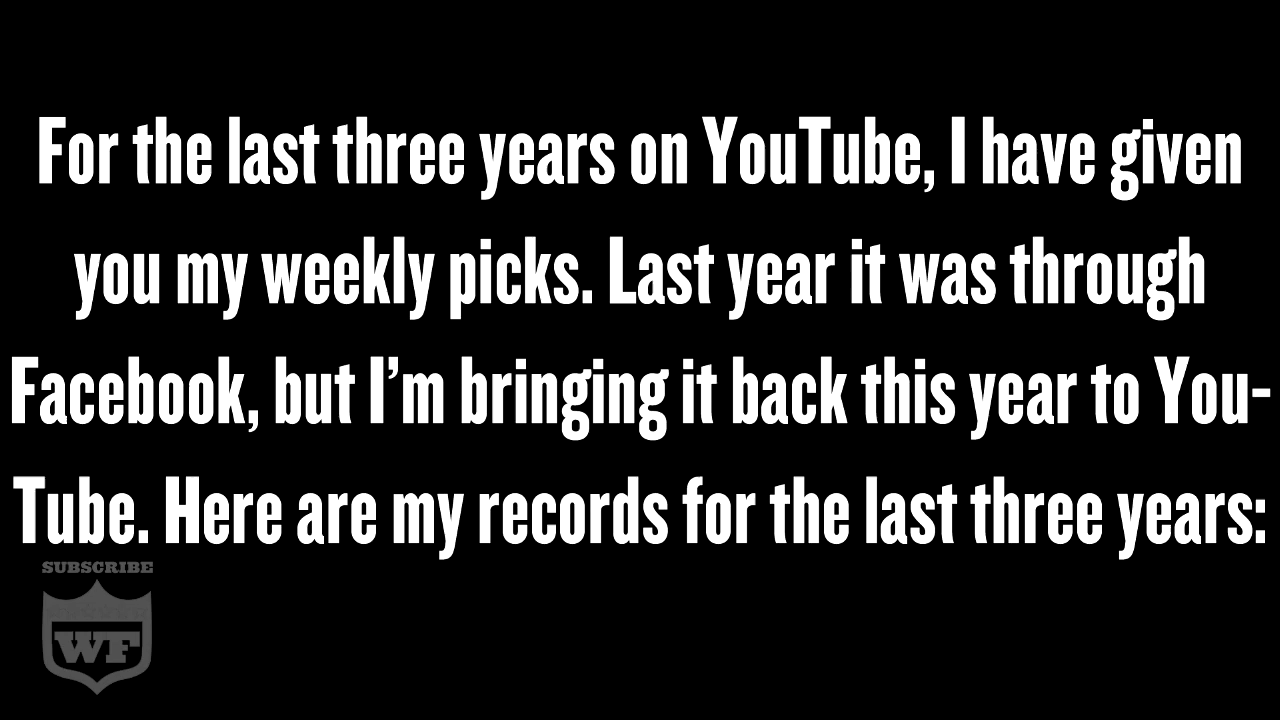 For the last three years on YouTube, I have given
you my weekly picks. Last year it was through
Facebook, but I’m bringing it back this year to You-
Tube. Here are my records for the last three years:
SUBSCRIBE
WF